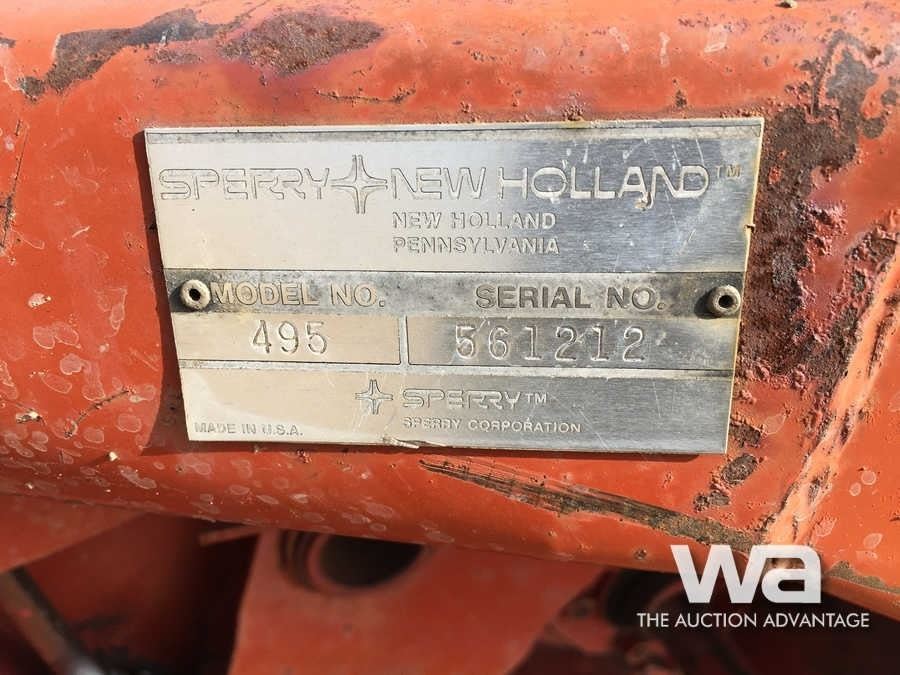 SPERRY NEW HOLLAND™
NEW HOLLAND
PENNSYLVANIA
MODEL NO. SERIAL NO.
495 561212
SPERRY™
MADE IN U.S.A. SPERRY CORPORATION
wa
THE AUCTION ADVANTAGE